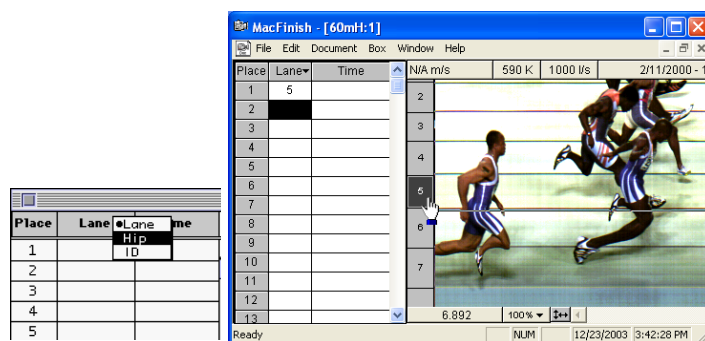 Place Lane •Lane me
Hip
ID
1
2
3
4
5
MacFinish - [60mH:1]
File Edit Document Box Window Help
Place Lane▾ Time
1 5
2
3
4
5
6
7
8
9
10
11
12
13
N/A m/s 590 K 1000 l/s 2/11/2000 - 1
2
3
4
5
6
7
6.892 100% ▾
Ready NUM 12/23/2003 3:42:28 PM